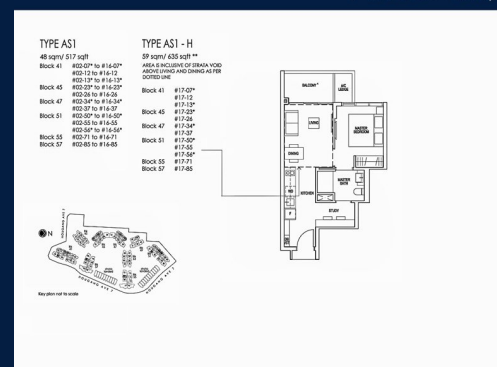 TYPE AS1
48 sqm/ 517 sqft
Block 41 #02-07* to #16-07*
#02-12 to #16-12
#02-13* to #16-13*
Block 45 #02-23* to #16-23*
#02-26 to #16-26
Block 47 #02-34* to #16-34*
#02-37 to #16-37
Block 51 #02-50* to #16-50*
#02-55 to #16-55
#02-56* to #16-56*
Block 55 #02-71 to #16-71
Block 57 #02-85 to #16-85
TYPE AS1 - H
59 sqm/ 635 sqft **
AREA IS INCLUSIVE OF STRATA VOID
ABOVE LIVING AND DINING AS PER
DOTTED LINE
Block 41 #17-07*
#17-12
#17-13*
Block 45 #17-23*
#17-26
Block 47 #17-34*
#17-37
Block 51 #17-50*
#17-55
#17-56*
Block 55 #17-71
Block 57 #17-85
BALCONY
A/C
LEDGE
LIVING
MASTER
BEDROOM
DINING
MASTER
BATH
KITCHEN
STUDY
F
N
HOUGANG AVE 2
HOUGANG AVE 7
Key plan not to scale